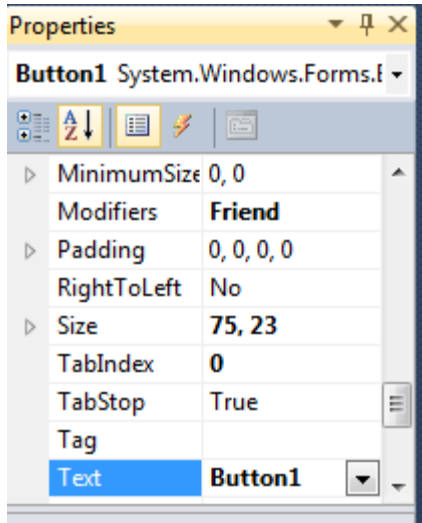 Properties
Button1 System.Windows.Forms.B
A
Z
MinimumSize 0, 0
Modifiers Friend
Padding 0, 0, 0, 0
RightToLeft No
Size 75, 23
TabIndex 0
TabStop True
Tag
Text Button1